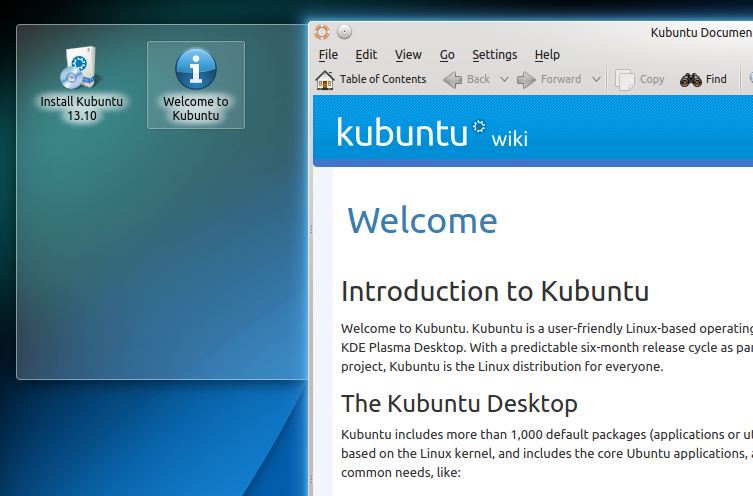 Install Kubuntu
13.10
Welcome to
Kubuntu
Kubuntu Documen
File Edit View Go Settings Help
Table of Contents Back Forward Copy Find
kubuntu wiki
Welcome
Introduction to Kubuntu
Welcome to Kubuntu. Kubuntu is a user-friendly Linux-based operating
KDE Plasma Desktop. With a predictable six-month release cycle as par
project, Kubuntu is the Linux distribution for everyone.
The Kubuntu Desktop
Kubuntu includes more than 1,000 default packages (applications or ut
based on the Linux kernel, and includes the core Ubuntu applications, a
common needs, like: